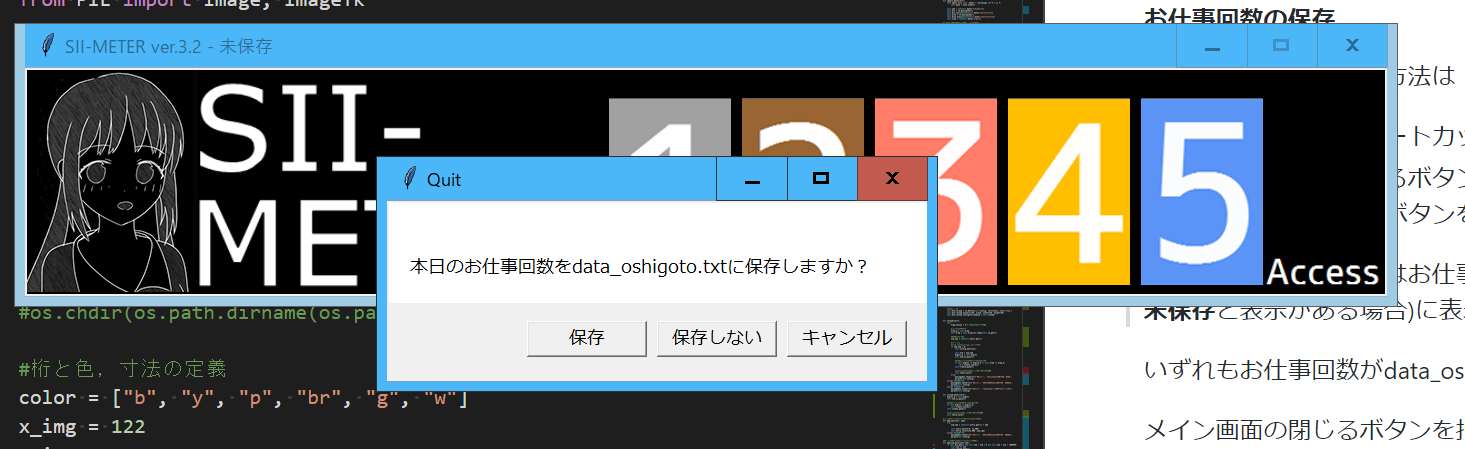 from PIL import Image, ImageTk
お仕事回数の保存
SII-METER ver.3.2 - 未保存
方法は
SII-
METER
3
4
5
Access
ートカッ
るボタン
ボタンを
Quit
本日のお仕事回数をdata_oshigoto.txtに保存しますか？
保存
保存しない
キャンセル
はお仕事
未保存と表示がある場合)に表
#os.chdir(os.path.dirname(os.pa
#桁と色，寸法の定義
color = ["b", "y", "p", "br", "g", "w"]
x_img = 122
いずれもお仕事回数がdata_os
メイン画面の閉じるボタンを押